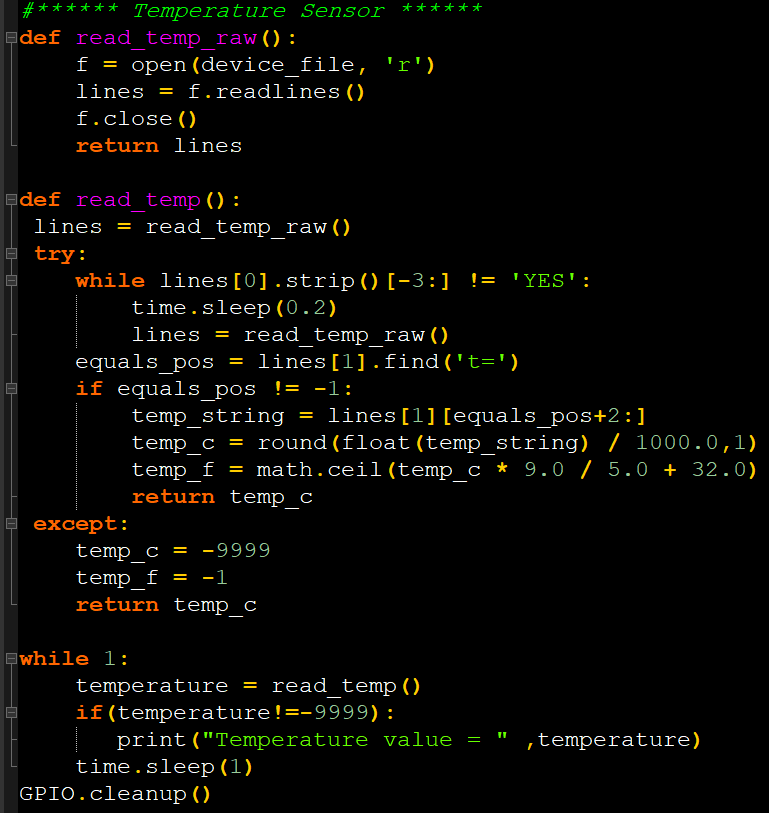 #****** Temperature Sensor ******
def read_temp_raw():
    f = open(device_file, 'r')
    lines = f.readlines()
    f.close()
    return lines

def read_temp():
 lines = read_temp_raw()
 try:
    while lines[0].strip()[-3:] != 'YES':
        time.sleep(0.2)
        lines = read_temp_raw()
    equals_pos = lines[1].find('t=')
    if equals_pos != -1:
        temp_string = lines[1][equals_pos+2:]
        temp_c = round(float(temp_string) / 1000.0,1)
        temp_f = math.ceil(temp_c * 9.0 / 5.0 + 32.0)
        return temp_c
 except:
    temp_c = -9999
    temp_f = -1
    return temp_c

while 1:
    temperature = read_temp()
    if(temperature!=-9999):
       print("Temperature value = " ,temperature)
    time.sleep(1)
GPIO.cleanup()